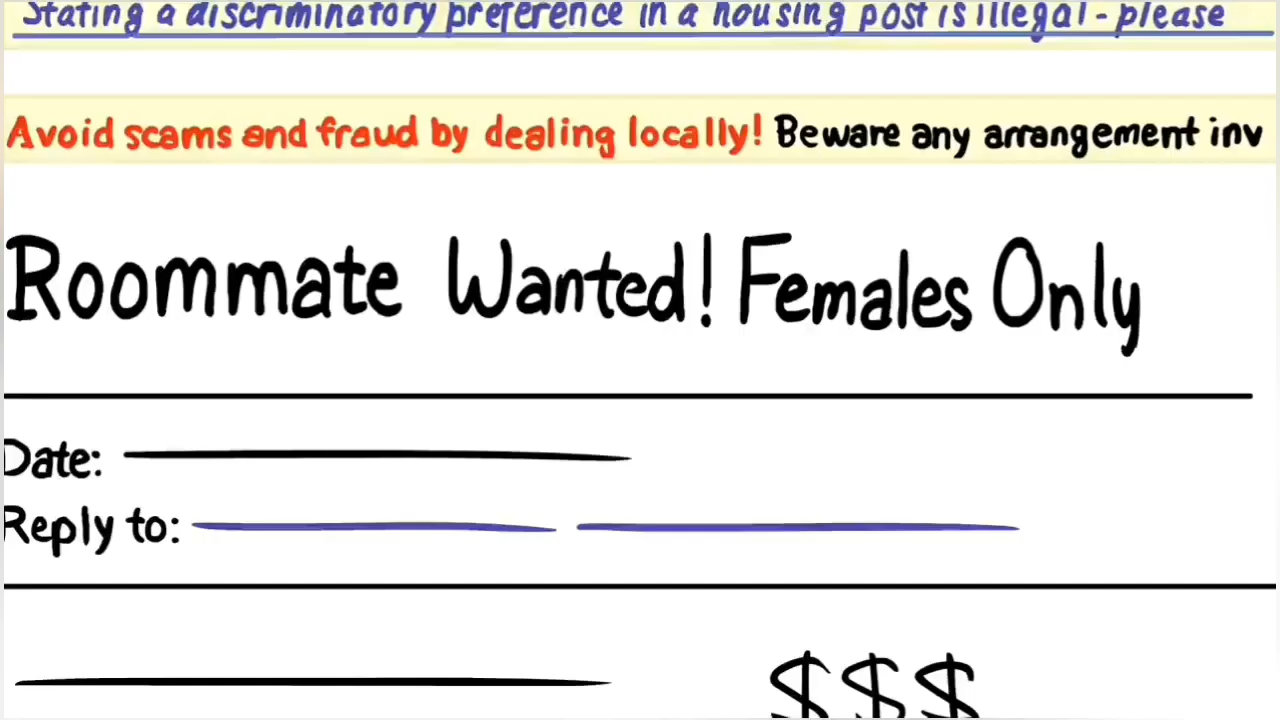 Stating a discriminatory preference in a housing post is illegal - please
Avoid scams and fraud by dealing locally! Beware any arrangement inv
Roommate Wanted! Females Only
Date:
Reply to:
$$$